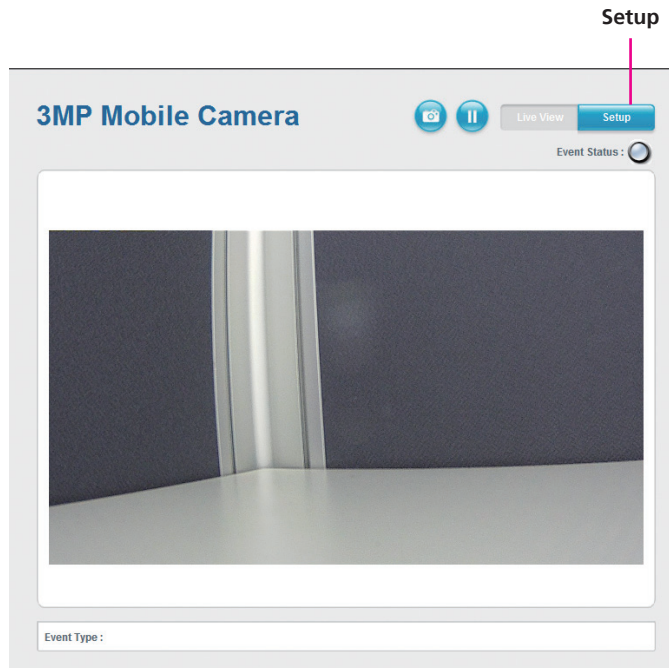 Setup
3MP Mobile Camera
Live View
Setup
Event Status :
Event Type :